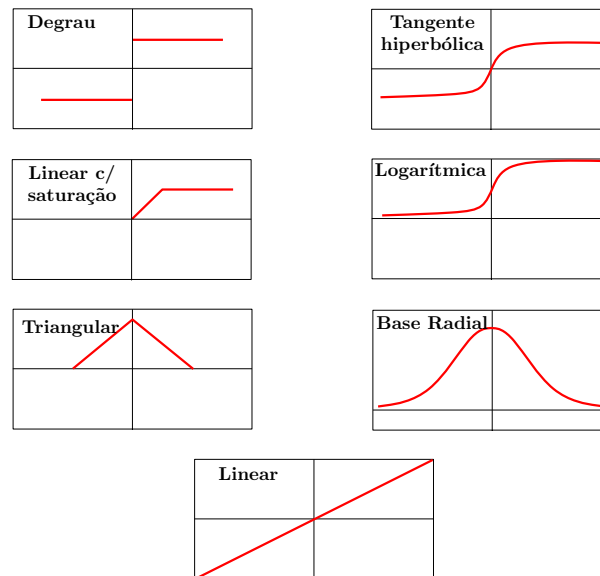 Degrau
Tangente
hiperbólica
Linear c/
saturação
Logarítmica
Triangular
Base Radial
Linear